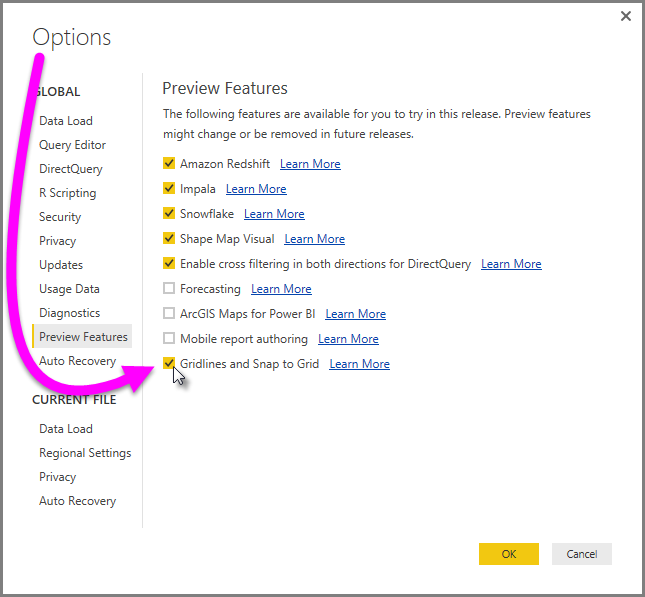 Options
GLOBAL
Data Load
Query Editor
DirectQuery
R Scripting
Security
Privacy
Updates
Usage Data
Diagnostics
Preview Features
Auto Recovery
CURRENT FILE
Data Load
Regional Settings
Privacy
Auto Recovery
Preview Features
The following features are available for you to try in this release. Preview features
might change or be removed in future releases.
Amazon Redshift Learn More
Impala Learn More
Snowflake Learn More
Shape Map Visual Learn More
Enable cross filtering in both directions for DirectQuery Learn More
Forecasting Learn More
ArcGIS Maps for Power BI Learn More
Mobile report authoring Learn More
Gridlines and Snap to Grid Learn More
OK Cancel